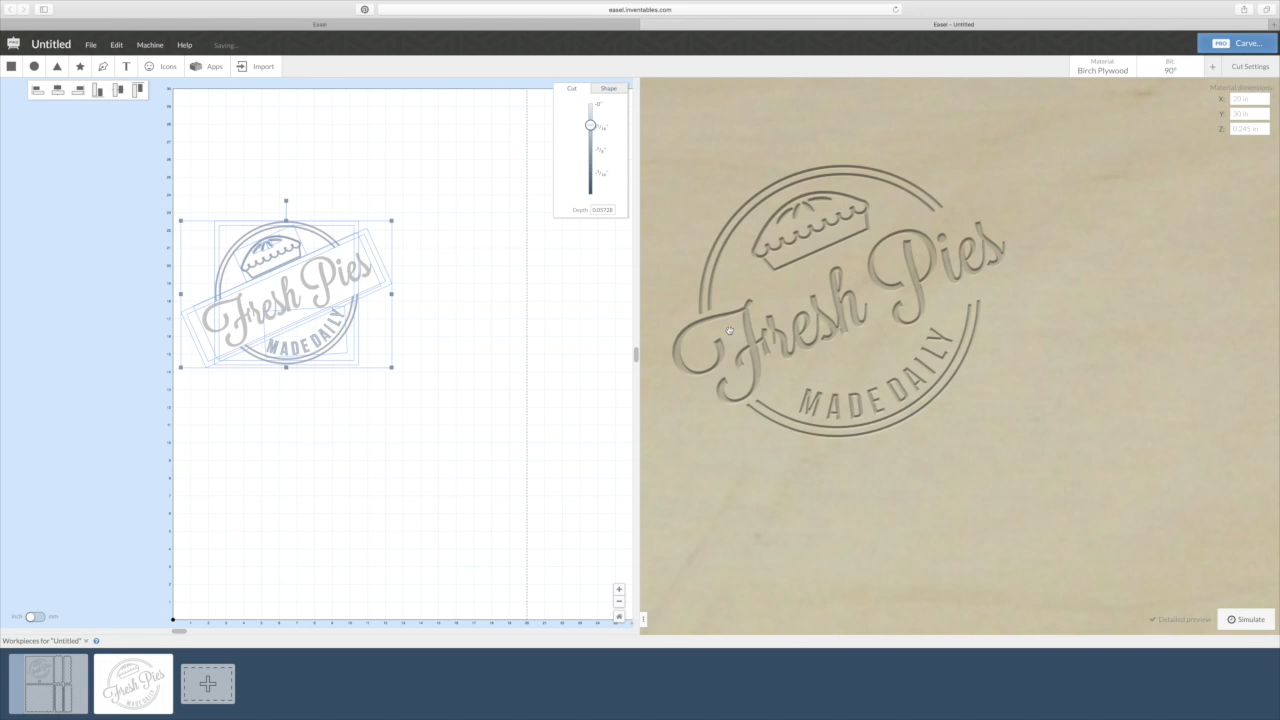 easel.inventables.com
Easel
Easel - Untitled
Untitled File Edit Machine Help Saving...
PRO Carve...
Icons Apps Import
Material: Birch Plywood
Bit: 90°
Cut Settings
Cut Shape
Depth 0.05728
Material dimensions
X: 20 in
Y: 30 in
Z: 0.245 in
Fresh Pies
MADE DAILY
Fresh Pies
MADE DAILY
inch mm
Detailed preview
Simulate
Workpieces for "Untitled"
Fresh Pies
MADE DAILY